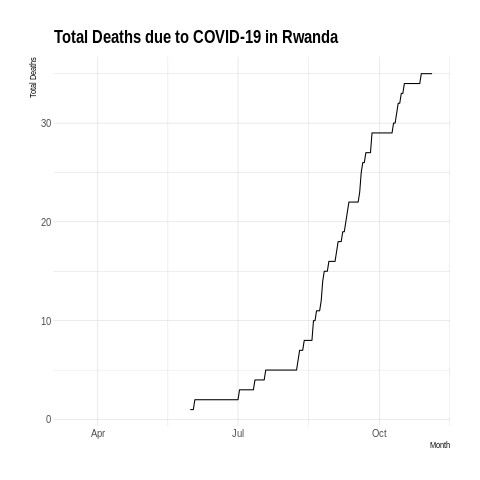 Total Deaths due to COVID-19 in Rwanda
Total Deaths
30
20
10
0
Apr
Jul
Oct
Month